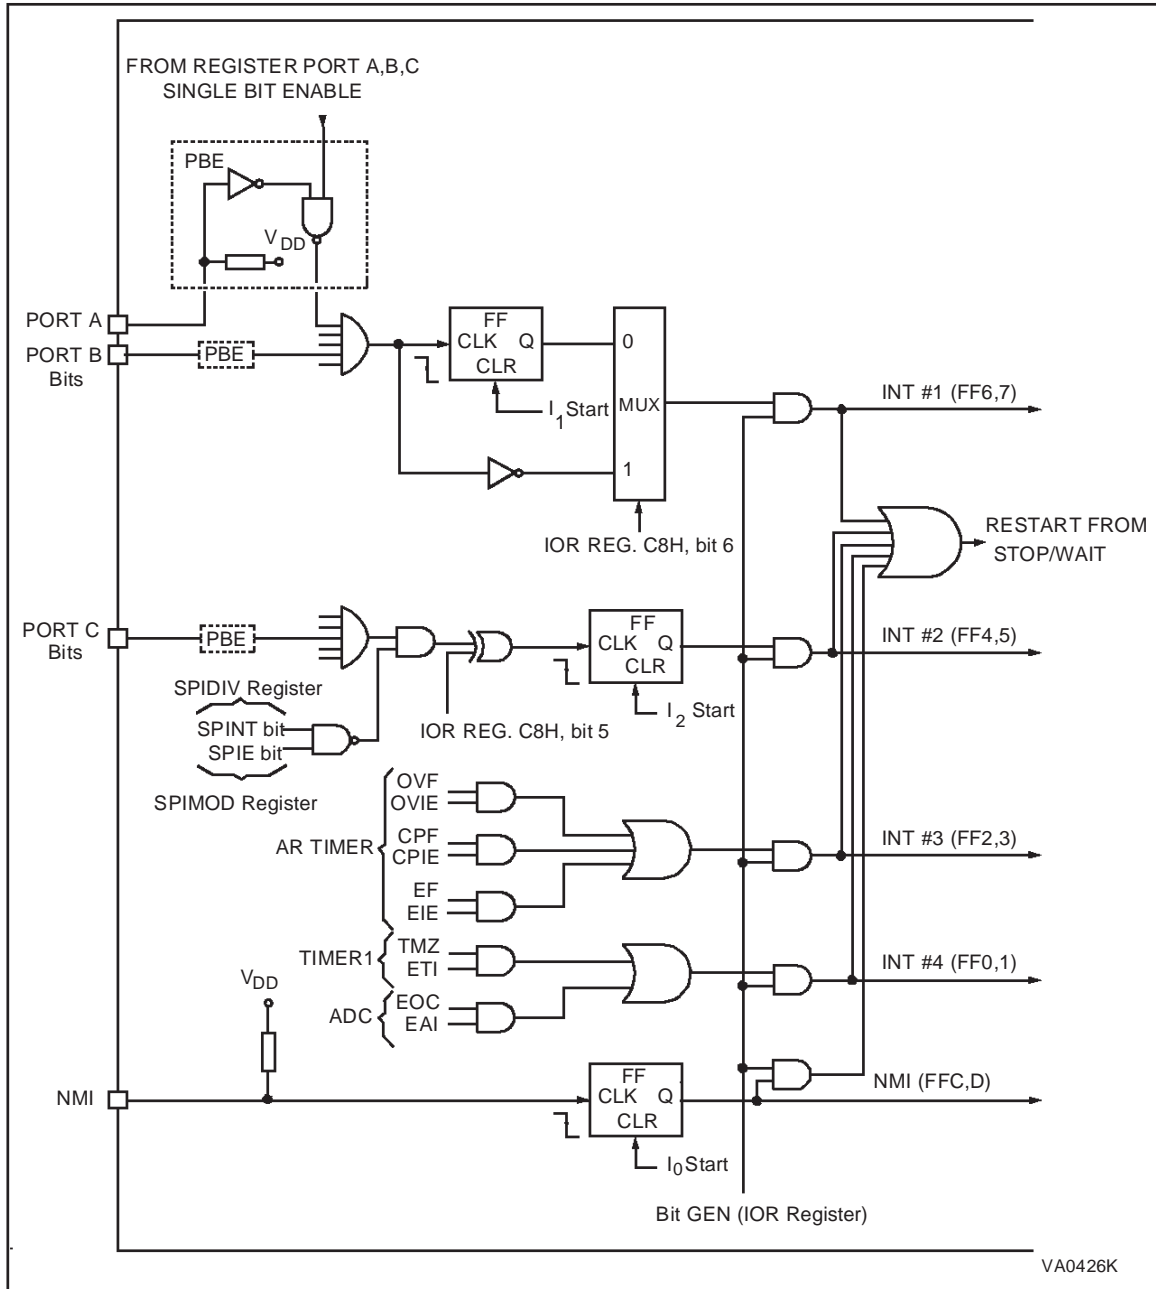 FROM REGISTER PORT A,B,C
SINGLE BIT ENABLE
PBE
VDD
PORT A
PORT B
Bits
PBE
FF
CLK Q
CLR
I1Start
0
MUX
1
IOR REG. C8H, bit 6
INT #1 (FF6,7)
RESTART FROM
STOP/WAIT
PORT C
Bits
PBE
FF
CLK Q
CLR
I2 Start
INT #2 (FF4,5)
SPIDIV Register
SPINT bit
SPIE bit
SPIMOD Register
IOR REG. C8H, bit 5
AR TIMER
OVF
OVIE
CPF
CPIE
EF
EIE
INT #3 (FF2,3)
TIMER1
TMZ
ETI
ADC
EOC
EAI
INT #4 (FF0,1)
VDD
NMI
FF
CLK Q
CLR
I0Start
NMI (FFC,D)
Bit GEN (IOR Register)
VA0426K